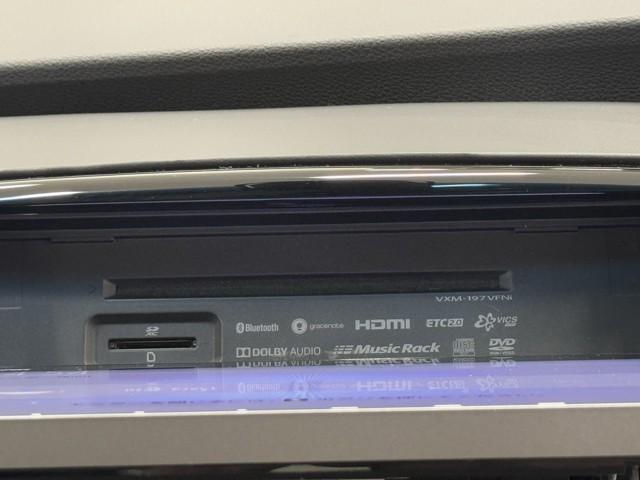 VXM-197VFNi
Bluetooth gracenote HDMI ETC2.0 VICS
DOLBY AUDIO Music Rack DVD